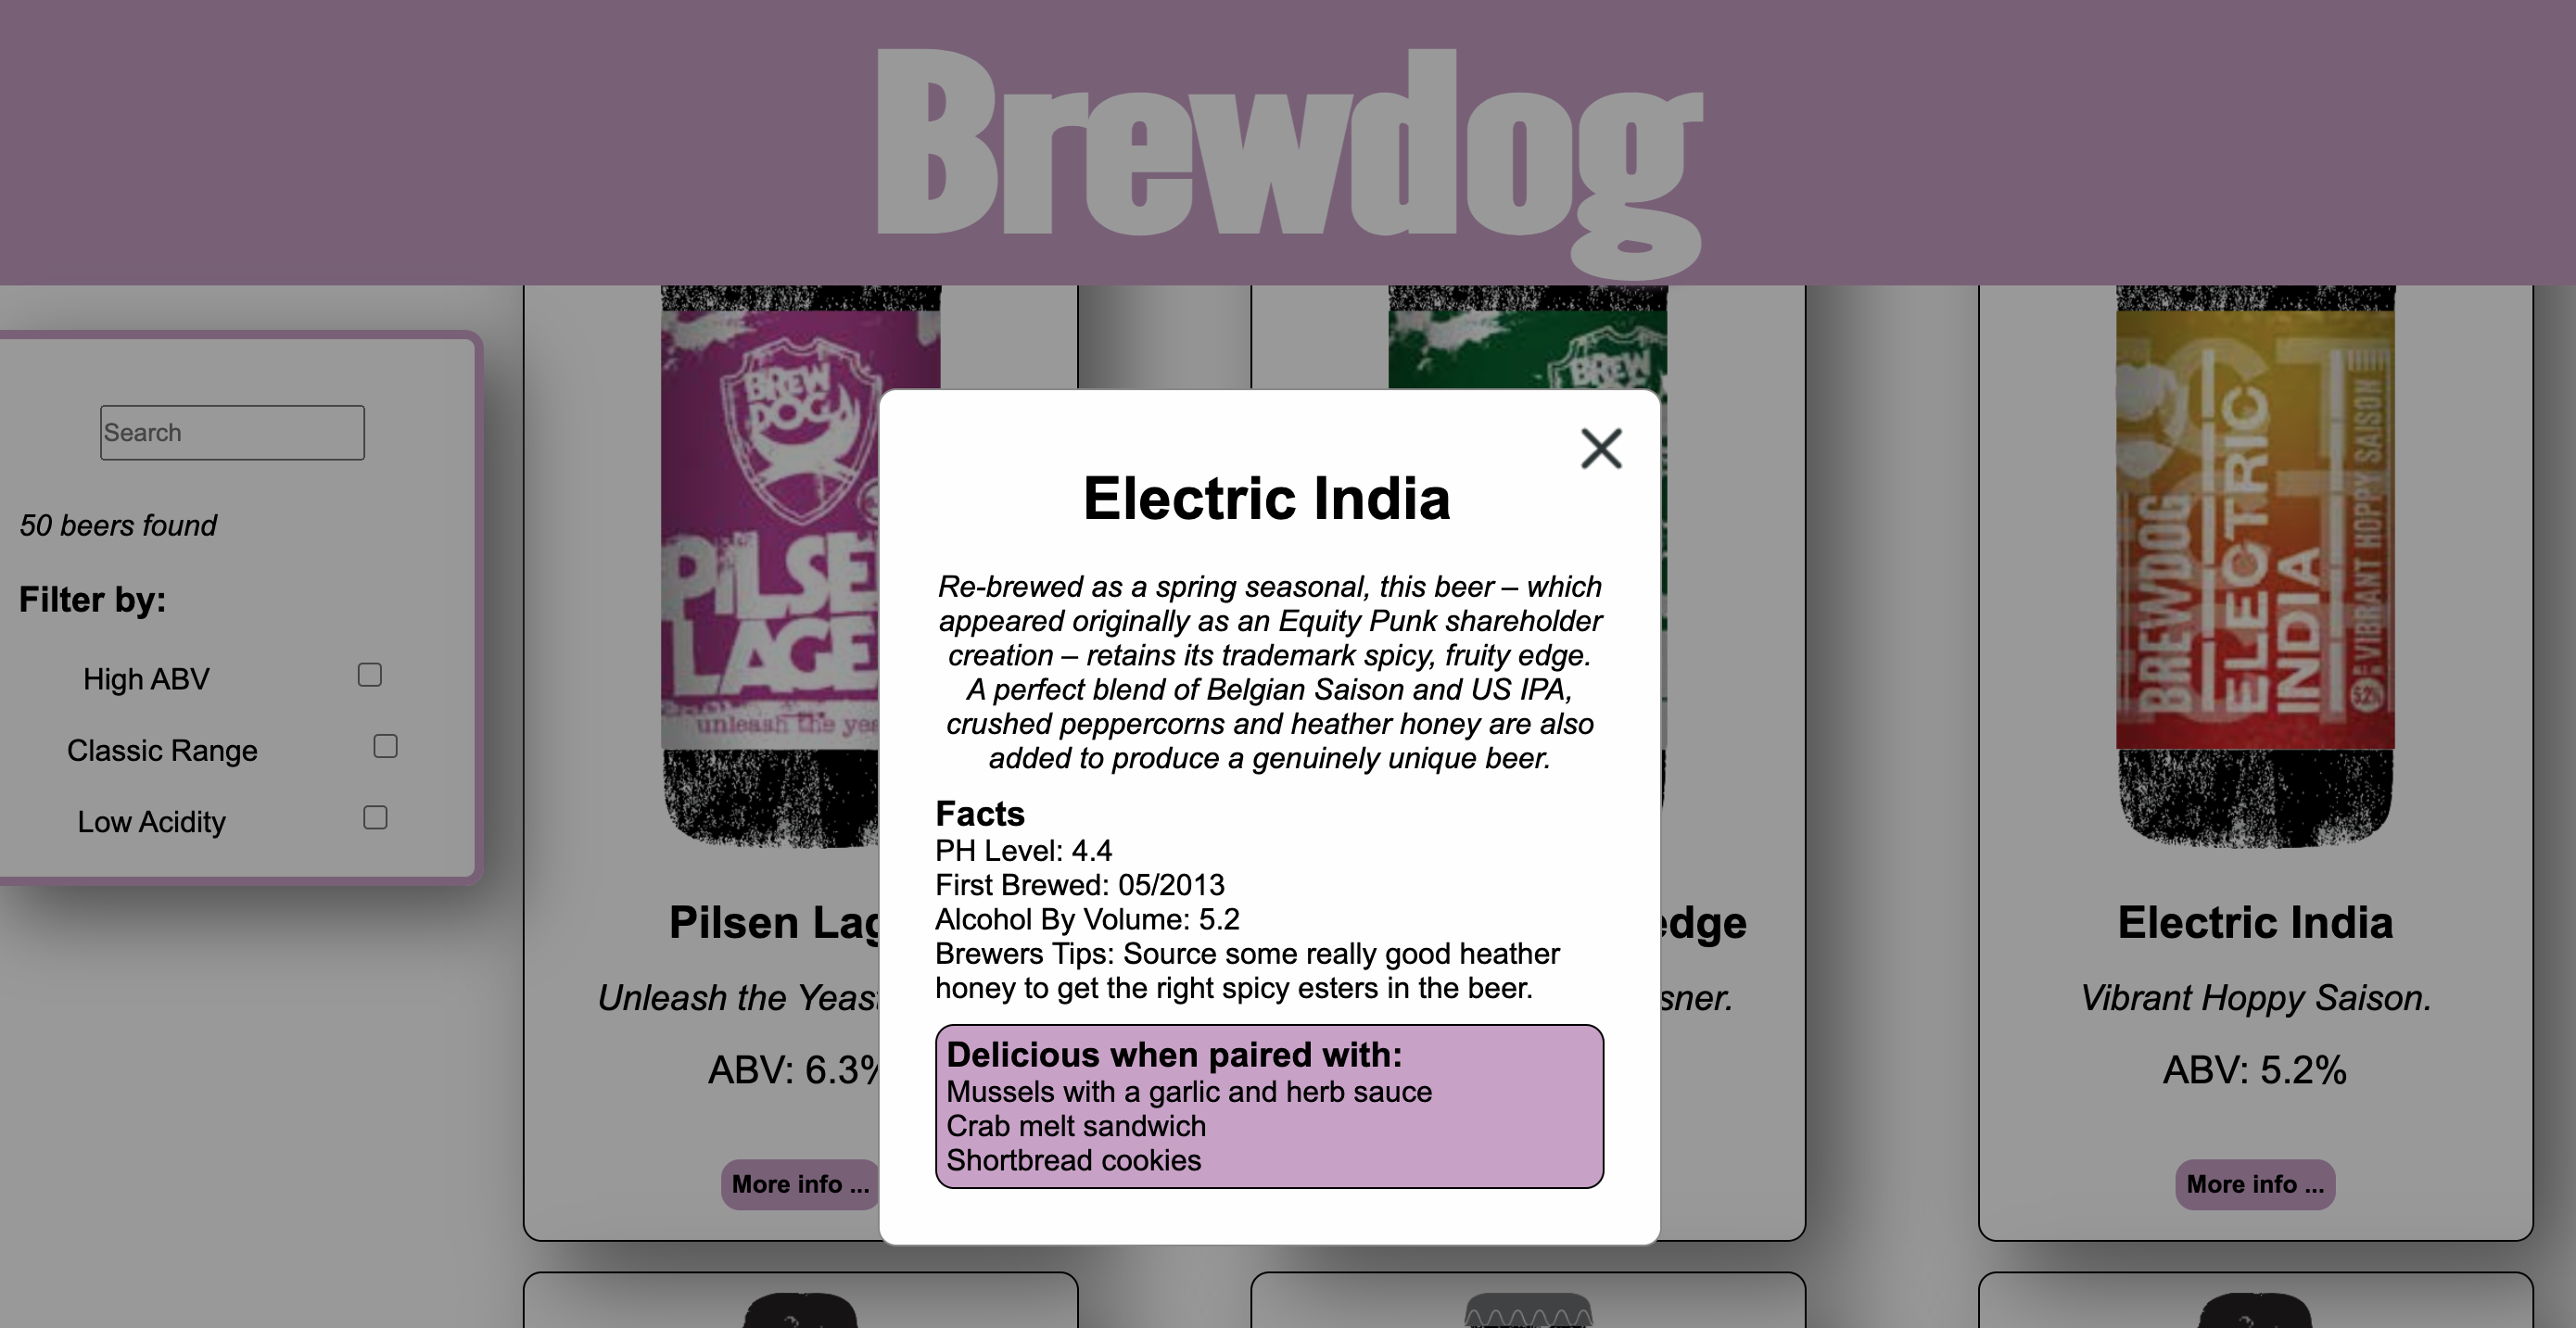 Brewdog
Search
50 beers found
Filter by:
High ABV
Classic Range
Low Acidity
BREW
DOG
PILSE
LAGE
unleash the yea
Pilsen Lag
Unleash the Yeas
ABV: 6.3%
More info ...
BREW
edge
sner.
BREWDOG
ELECTRIC
INDIA
VIBRANT HOPPY SAISON
5.2%
Electric India
Vibrant Hoppy Saison.
ABV: 5.2%
More info ...
Electric India
Re-brewed as a spring seasonal, this beer – which
appeared originally as an Equity Punk shareholder
creation – retains its trademark spicy, fruity edge.
A perfect blend of Belgian Saison and US IPA,
crushed peppercorns and heather honey are also
added to produce a genuinely unique beer.
Facts
PH Level: 4.4
First Brewed: 05/2013
Alcohol By Volume: 5.2
Brewers Tips: Source some really good heather
honey to get the right spicy esters in the beer.
Delicious when paired with:
Mussels with a garlic and herb sauce
Crab melt sandwich
Shortbread cookies